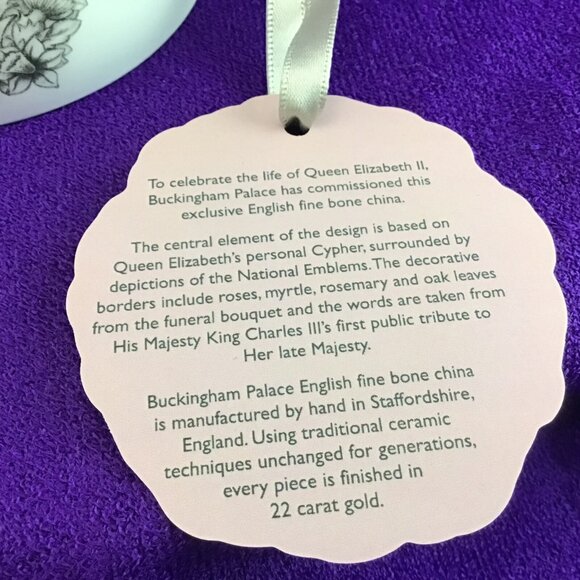 To celebrate the life of Queen Elizabeth II,
Buckingham Palace has commissioned this
exclusive English fine bone china.
The central element of the design is based on
Queen Elizabeth's personal Cypher, surrounded by
depictions of the National Emblems. The decorative
borders include roses, myrtle, rosemary and oak leaves
from the funeral bouquet and the words are taken from
His Majesty King Charles III's first public tribute to
Her late Majesty.
Buckingham Palace English fine bone china
is manufactured by hand in Staffordshire,
England. Using traditional ceramic
techniques unchanged for generations,
every piece is finished in
22 carat gold.